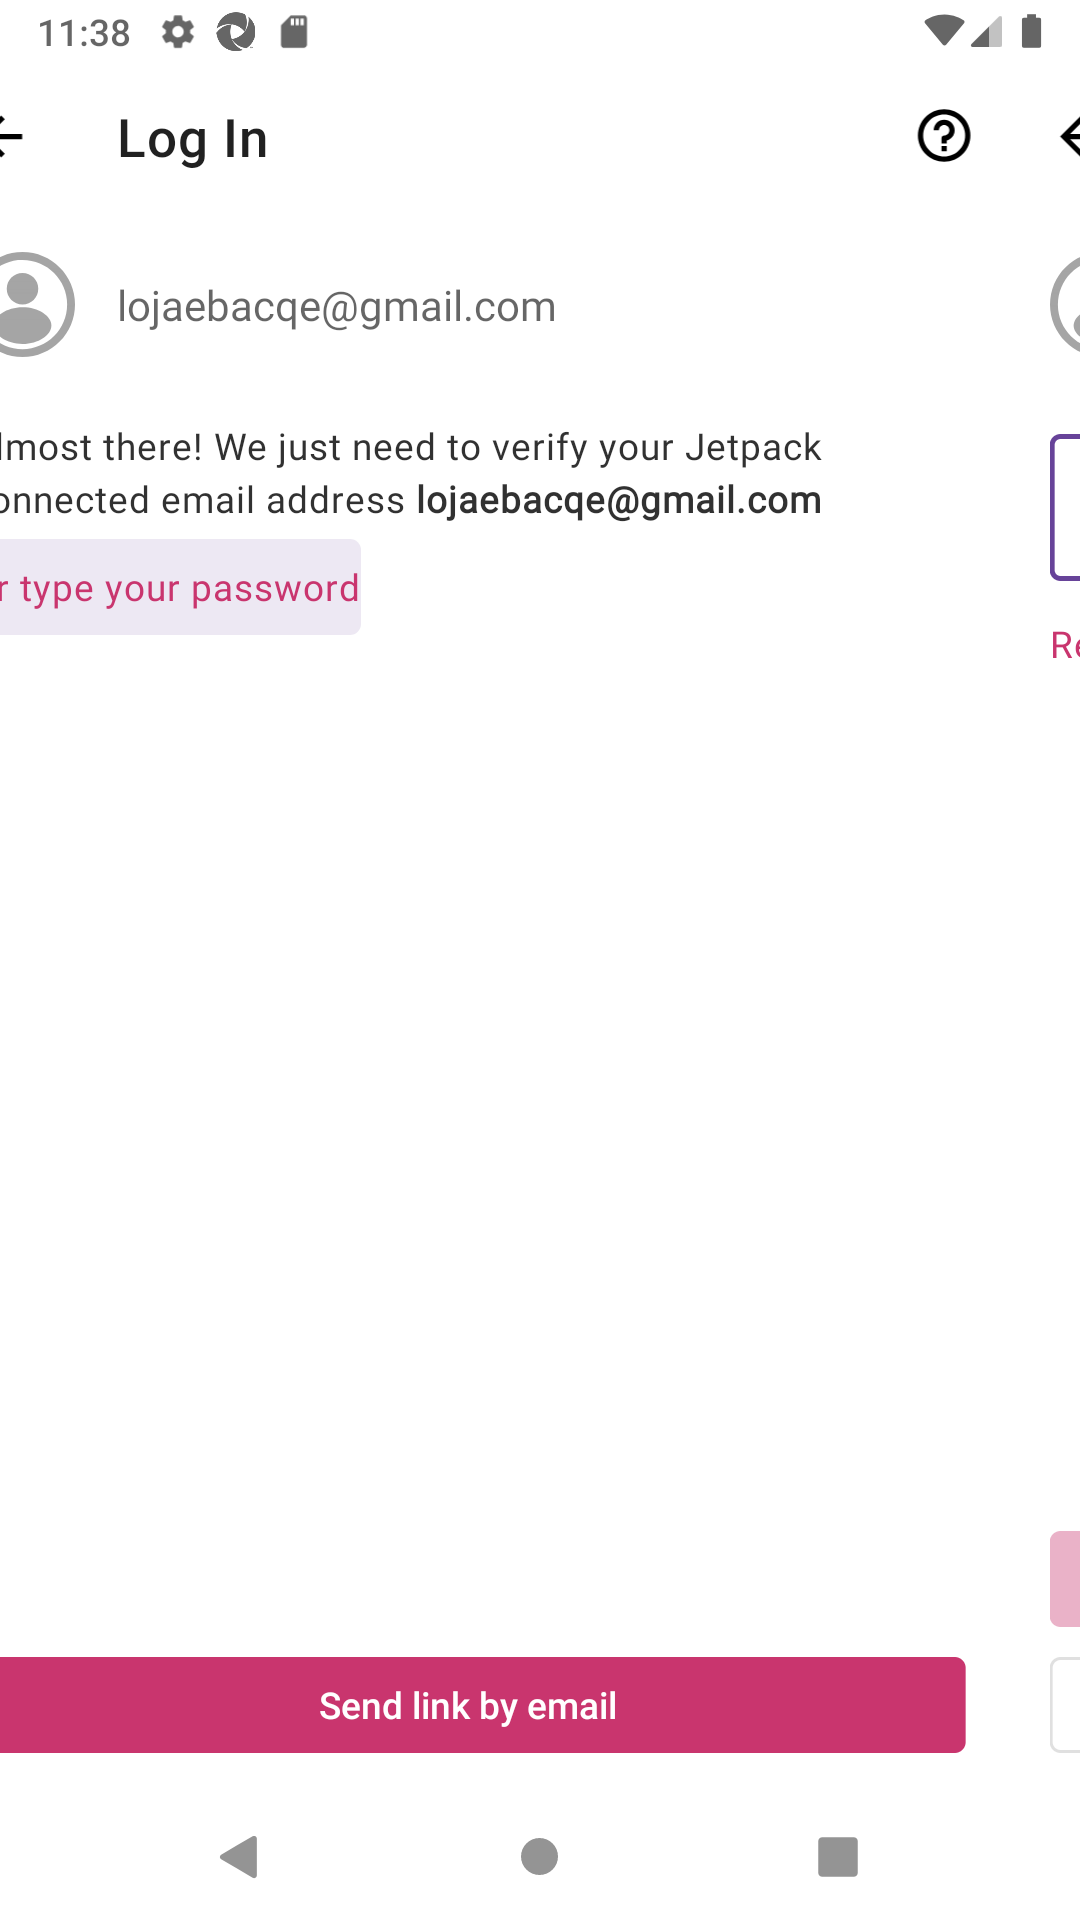 11:38
Log In
lojaebacqe@gmail.com
lmost there! We just need to verify your Jetpack
onnected email address lojaebacqe@gmail.com
r type your password
Re
Send link by email